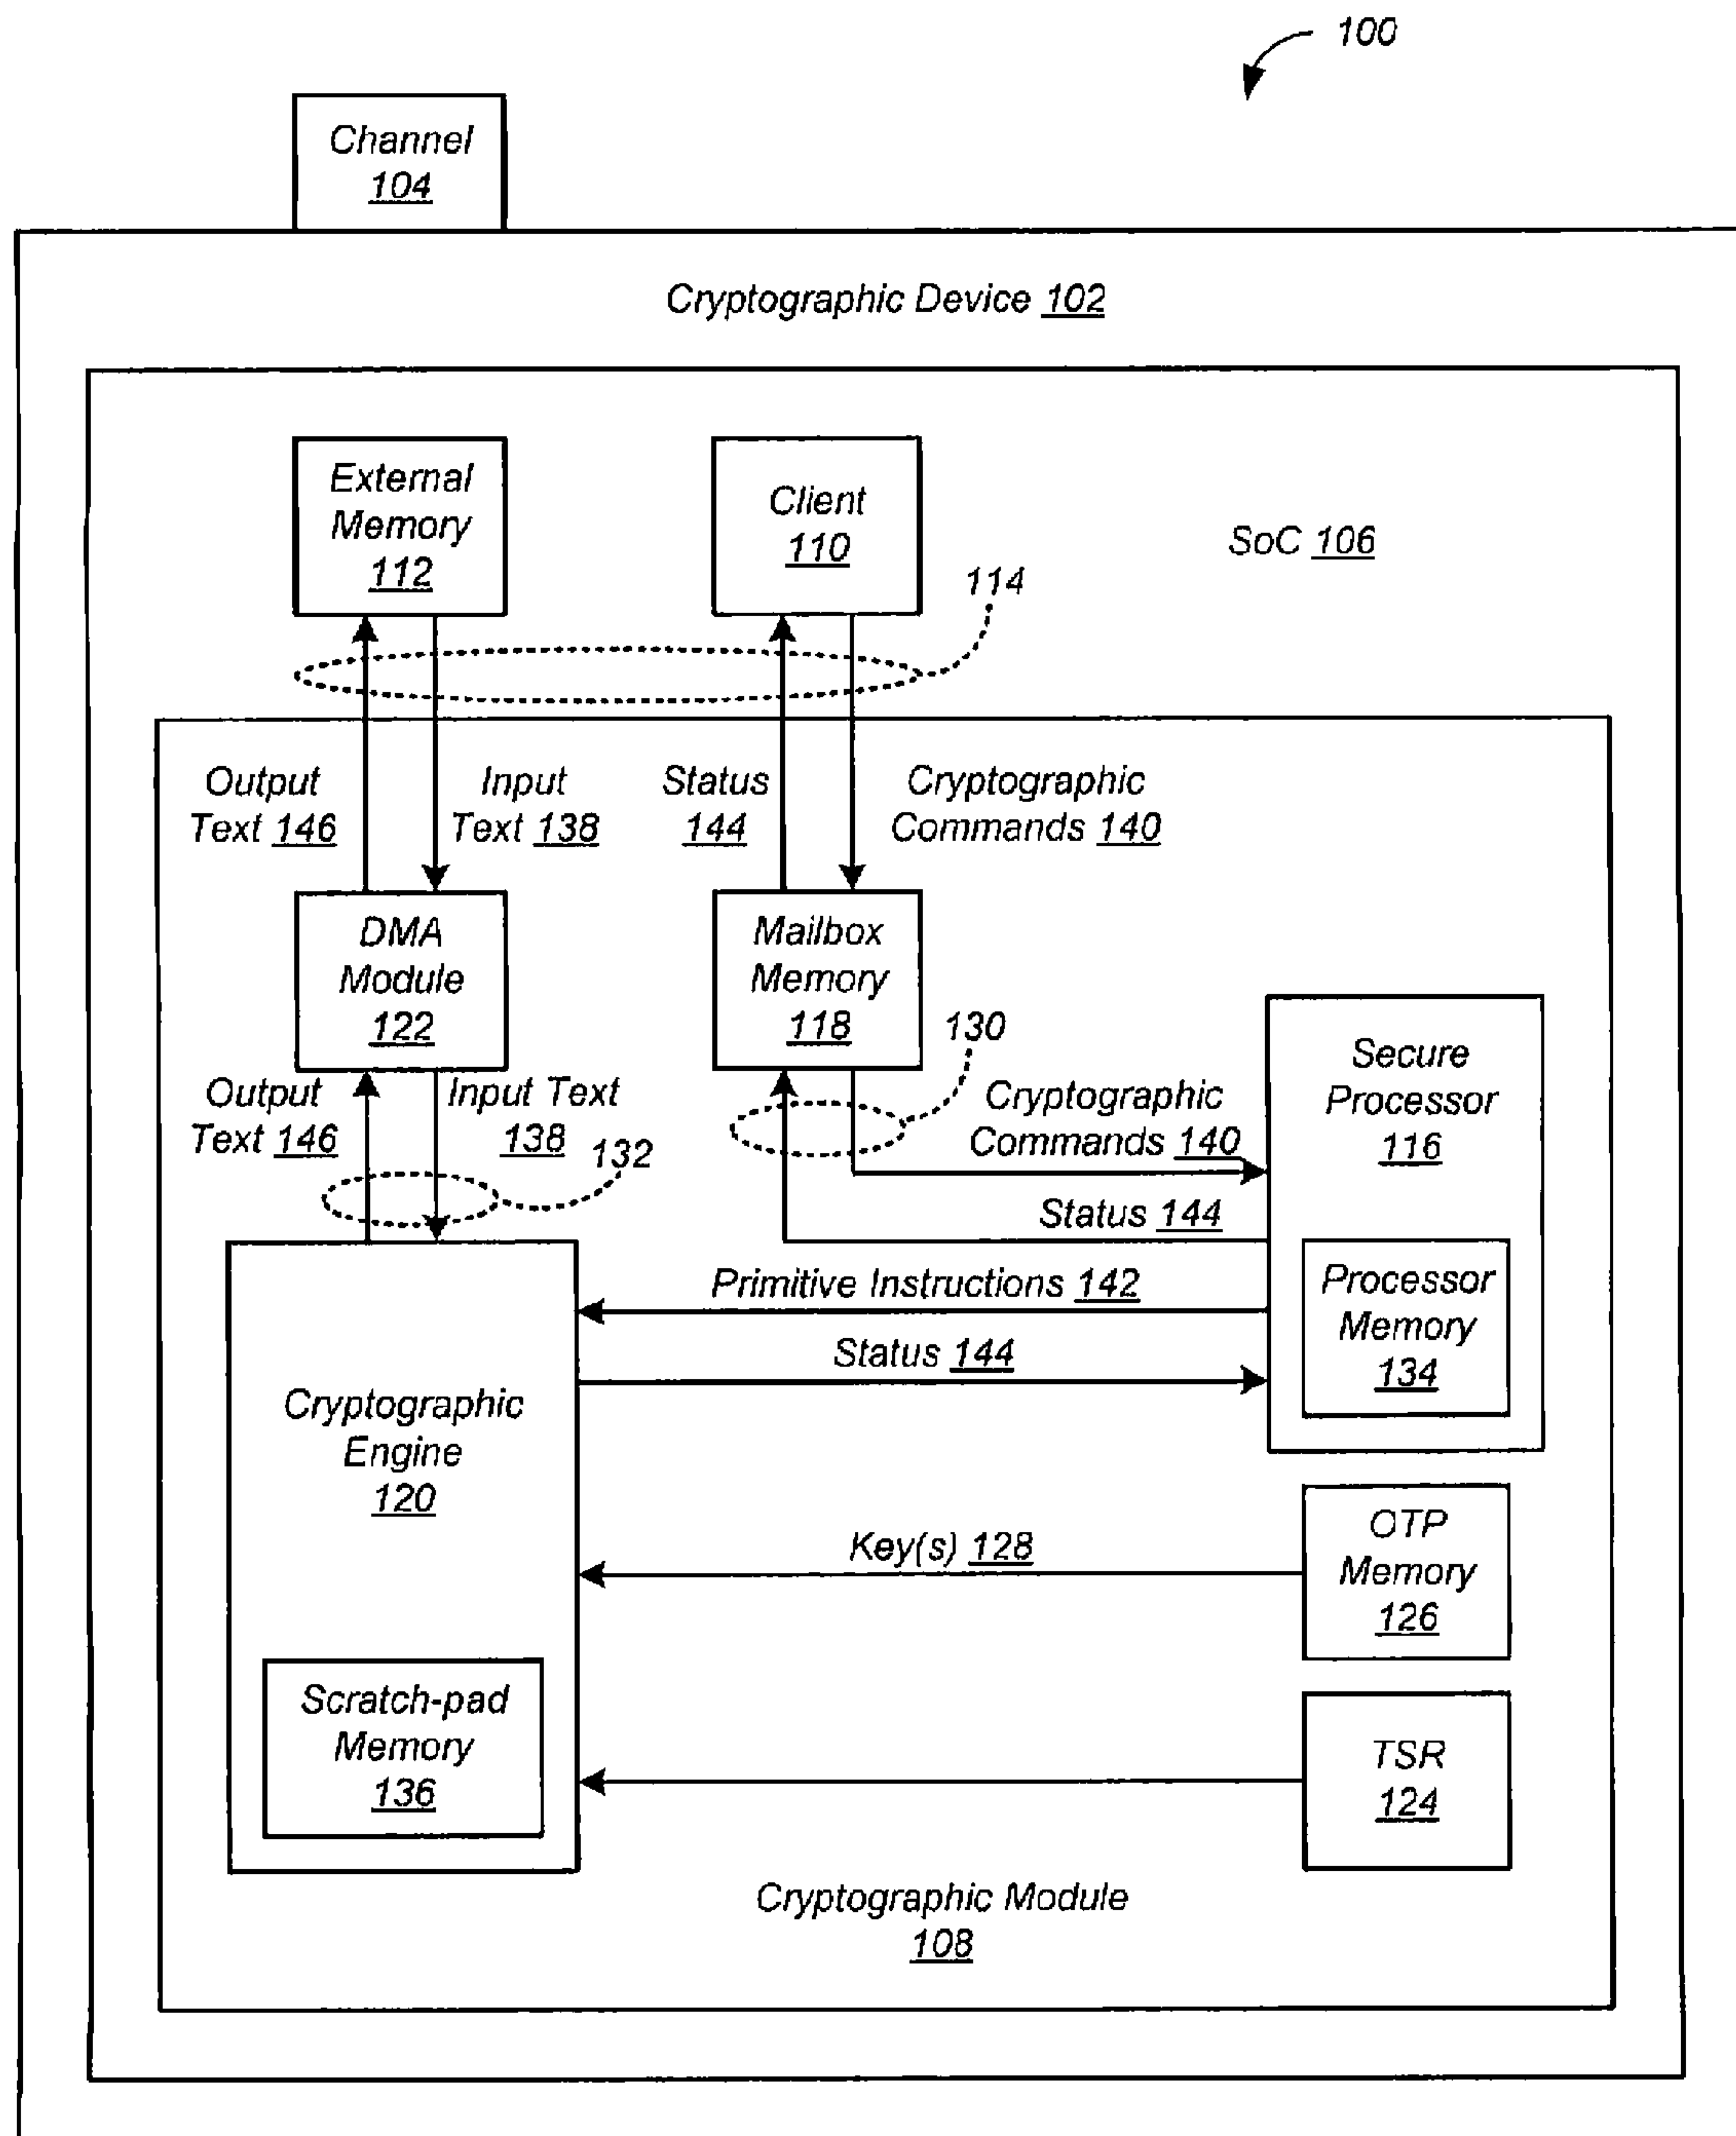 100
Channel
104
Cryptographic Device 102
External
Memory
112
Client
110
SoC 106
114
Output
Text 146
Input
Text 138
Status
144
Cryptographic
Commands 140
DMA
Module
122
Mailbox
Memory
118
130
Secure
Processor
116
Output
Text 146
Input Text
138
132
Cryptographic
Commands 140
Status 144
Processor
Memory
134
Primitive Instructions 142
Status 144
Cryptographic
Engine
120
Key(s) 128
OTP
Memory
126
Scratch-pad
Memory
136
TSR
124
Cryptographic Module
108